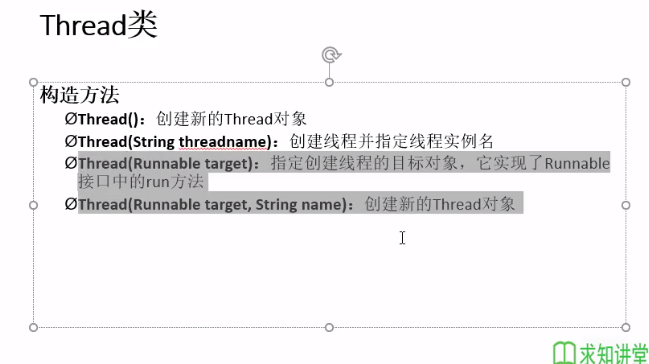 Thread类
构造方法
ØThread()：创建新的Thread对象
ØThread(String threadname)：创建线程并指定线程实例名
ØThread(Runnable target)：指定创建线程的目标对象，它实现了Runnable
接口中的run方法
ØThread(Runnable target, String name)：创建新的Thread对象
求知讲堂